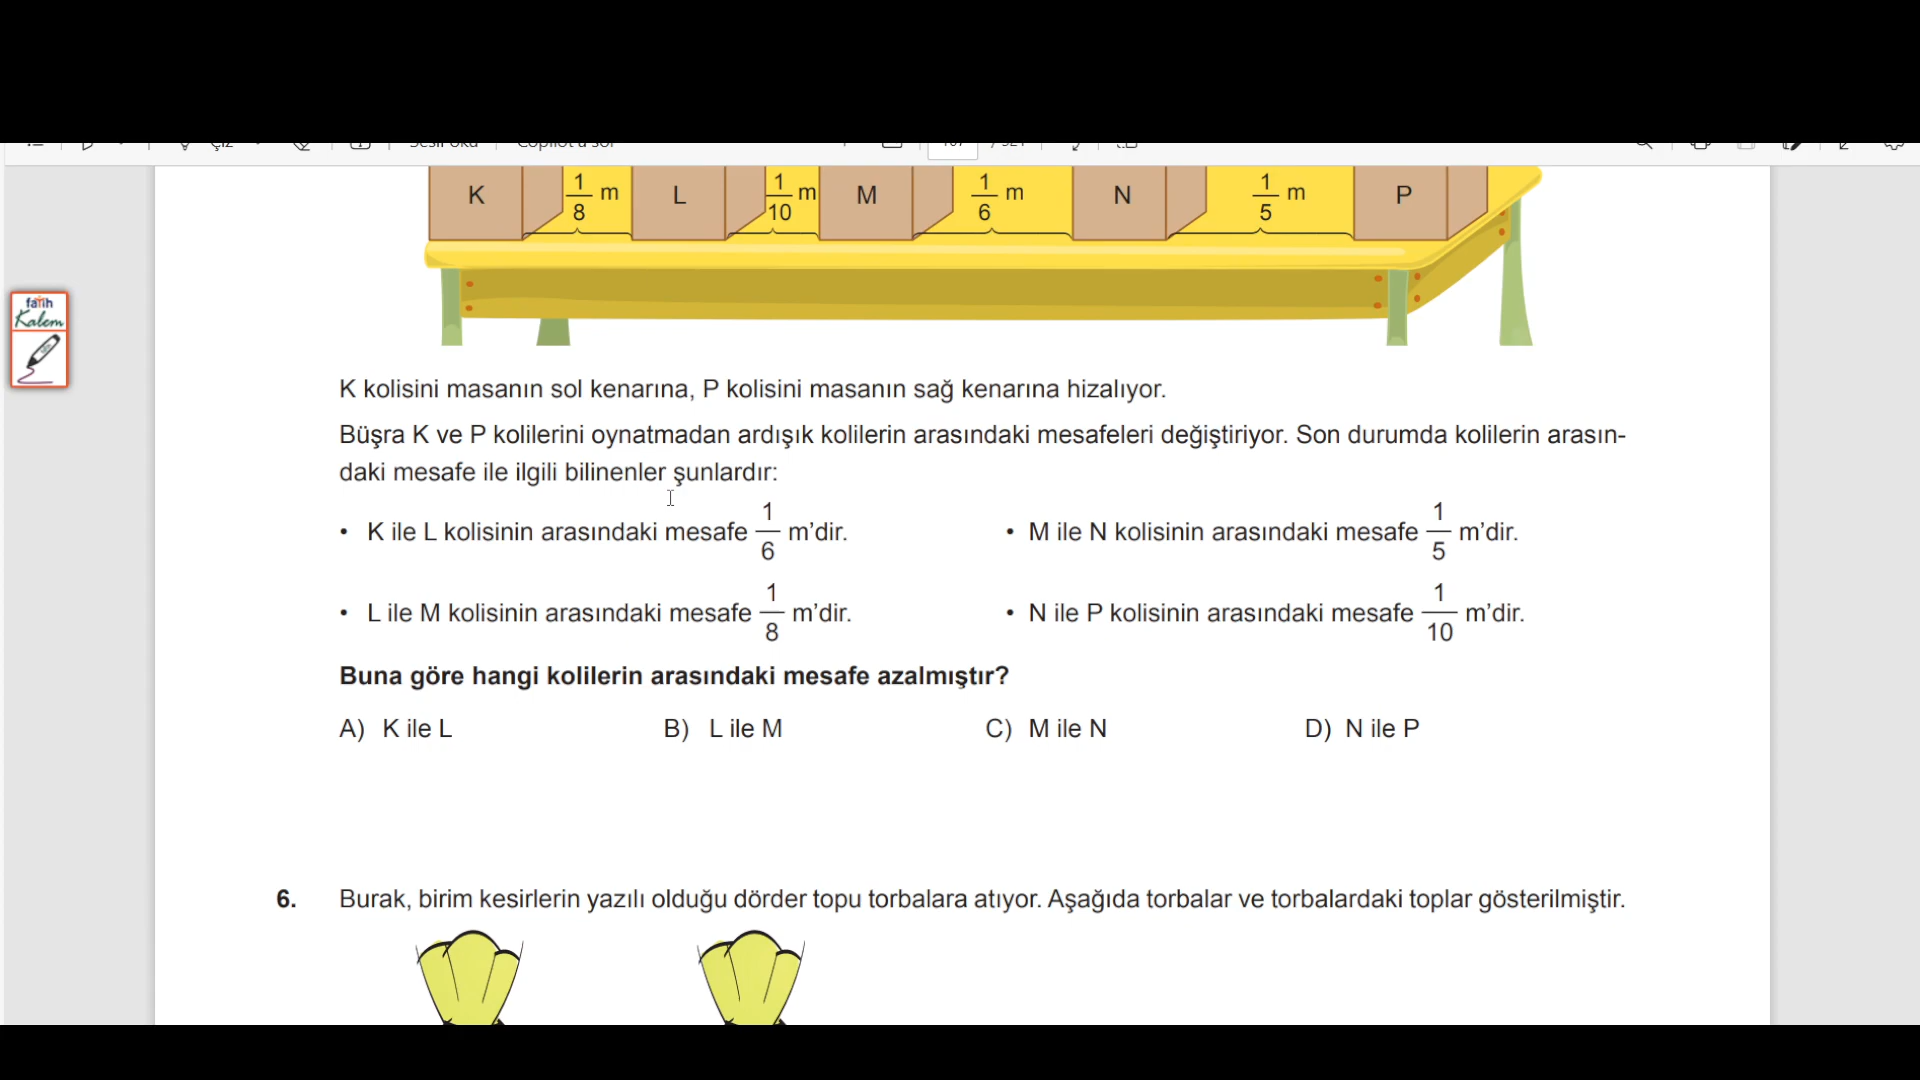 K 1/8 m L 1/10 m M 1/6 m N 1/5 m P
fatih
Kalem
K kolisini masanın sol kenarına, P kolisini masanın sağ kenarına hizalıyor.
Büşra K ve P kolilerini oynatmadan ardışık kolilerin arasındaki mesafeleri değiştiriyor. Son durumda kolilerin arasın-
daki mesafe ile ilgili bilinenler şunlardır:
• K ile L kolisinin arasındaki mesafe 1/6 m’dir. • M ile N kolisinin arasındaki mesafe 1/5 m’dir.
• L ile M kolisinin arasındaki mesafe 1/8 m’dir. • N ile P kolisinin arasındaki mesafe 1/10 m’dir.
Buna göre hangi kolilerin arasındaki mesafe azalmıştır?
A) K ile L B) L ile M C) M ile N D) N ile P
6. Burak, birim kesirlerin yazılı olduğu dörder topu torbalara atıyor. Aşağıda torbalar ve torbalardaki toplar gösterilmiştir.